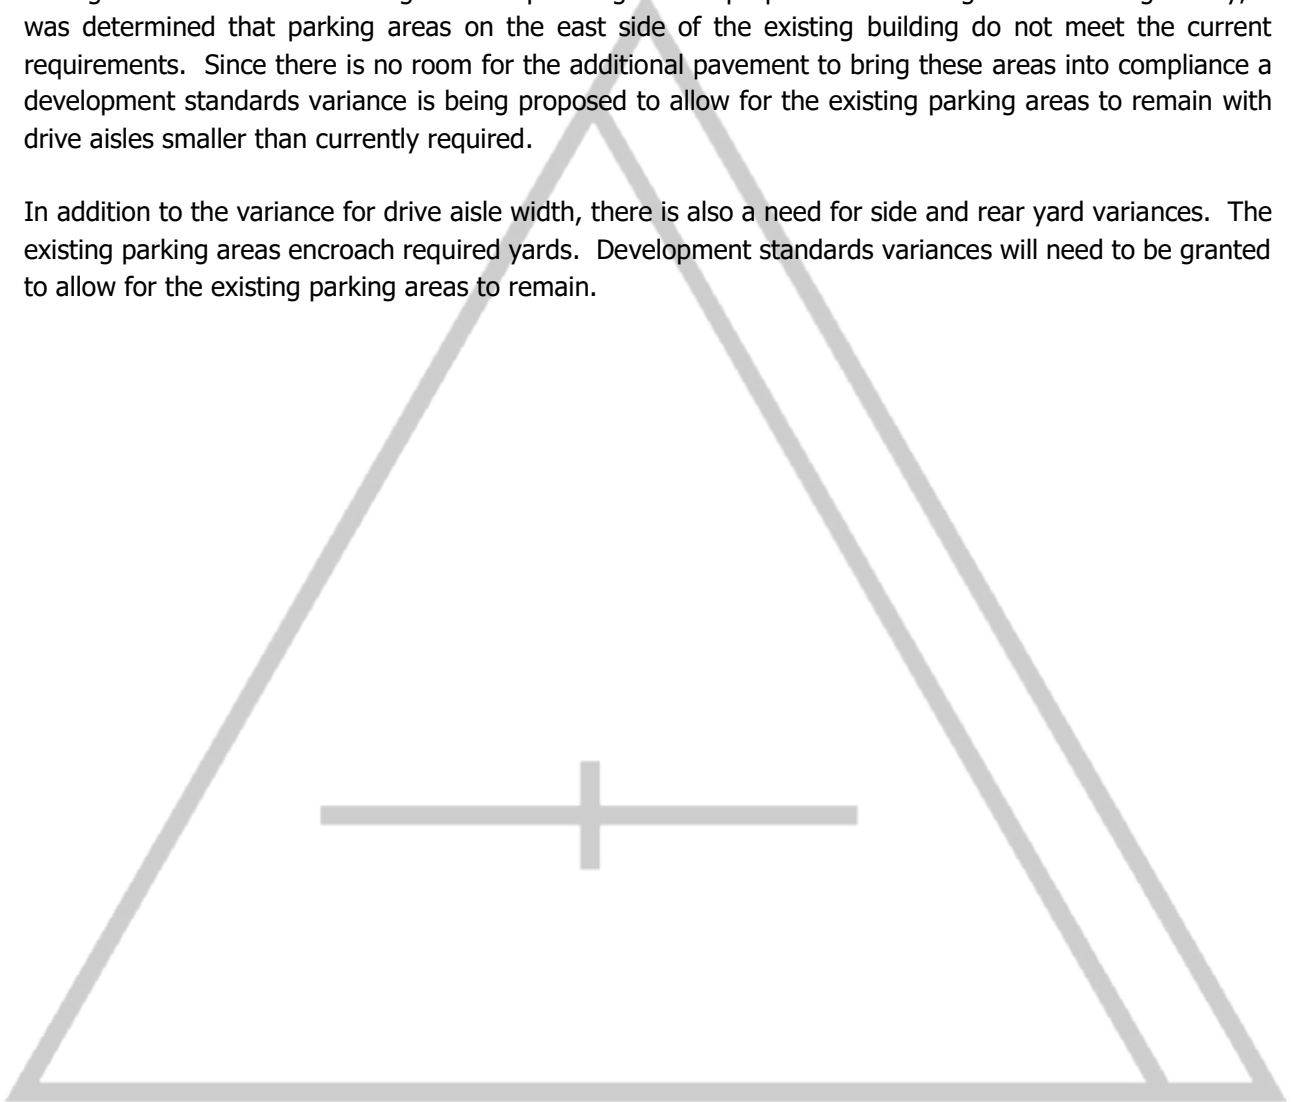 was determined that parking areas on the east side of the existing building do not meet the current
requirements. Since there is no room for the additional pavement to bring these areas into compliance a
development standards variance is being proposed to allow for the existing parking areas to remain with
drive aisles smaller than currently required.
In addition to the variance for drive aisle width, there is also a need for side and rear yard variances. The
existing parking areas encroach required yards. Development standards variances will need to be granted
to allow for the existing parking areas to remain.